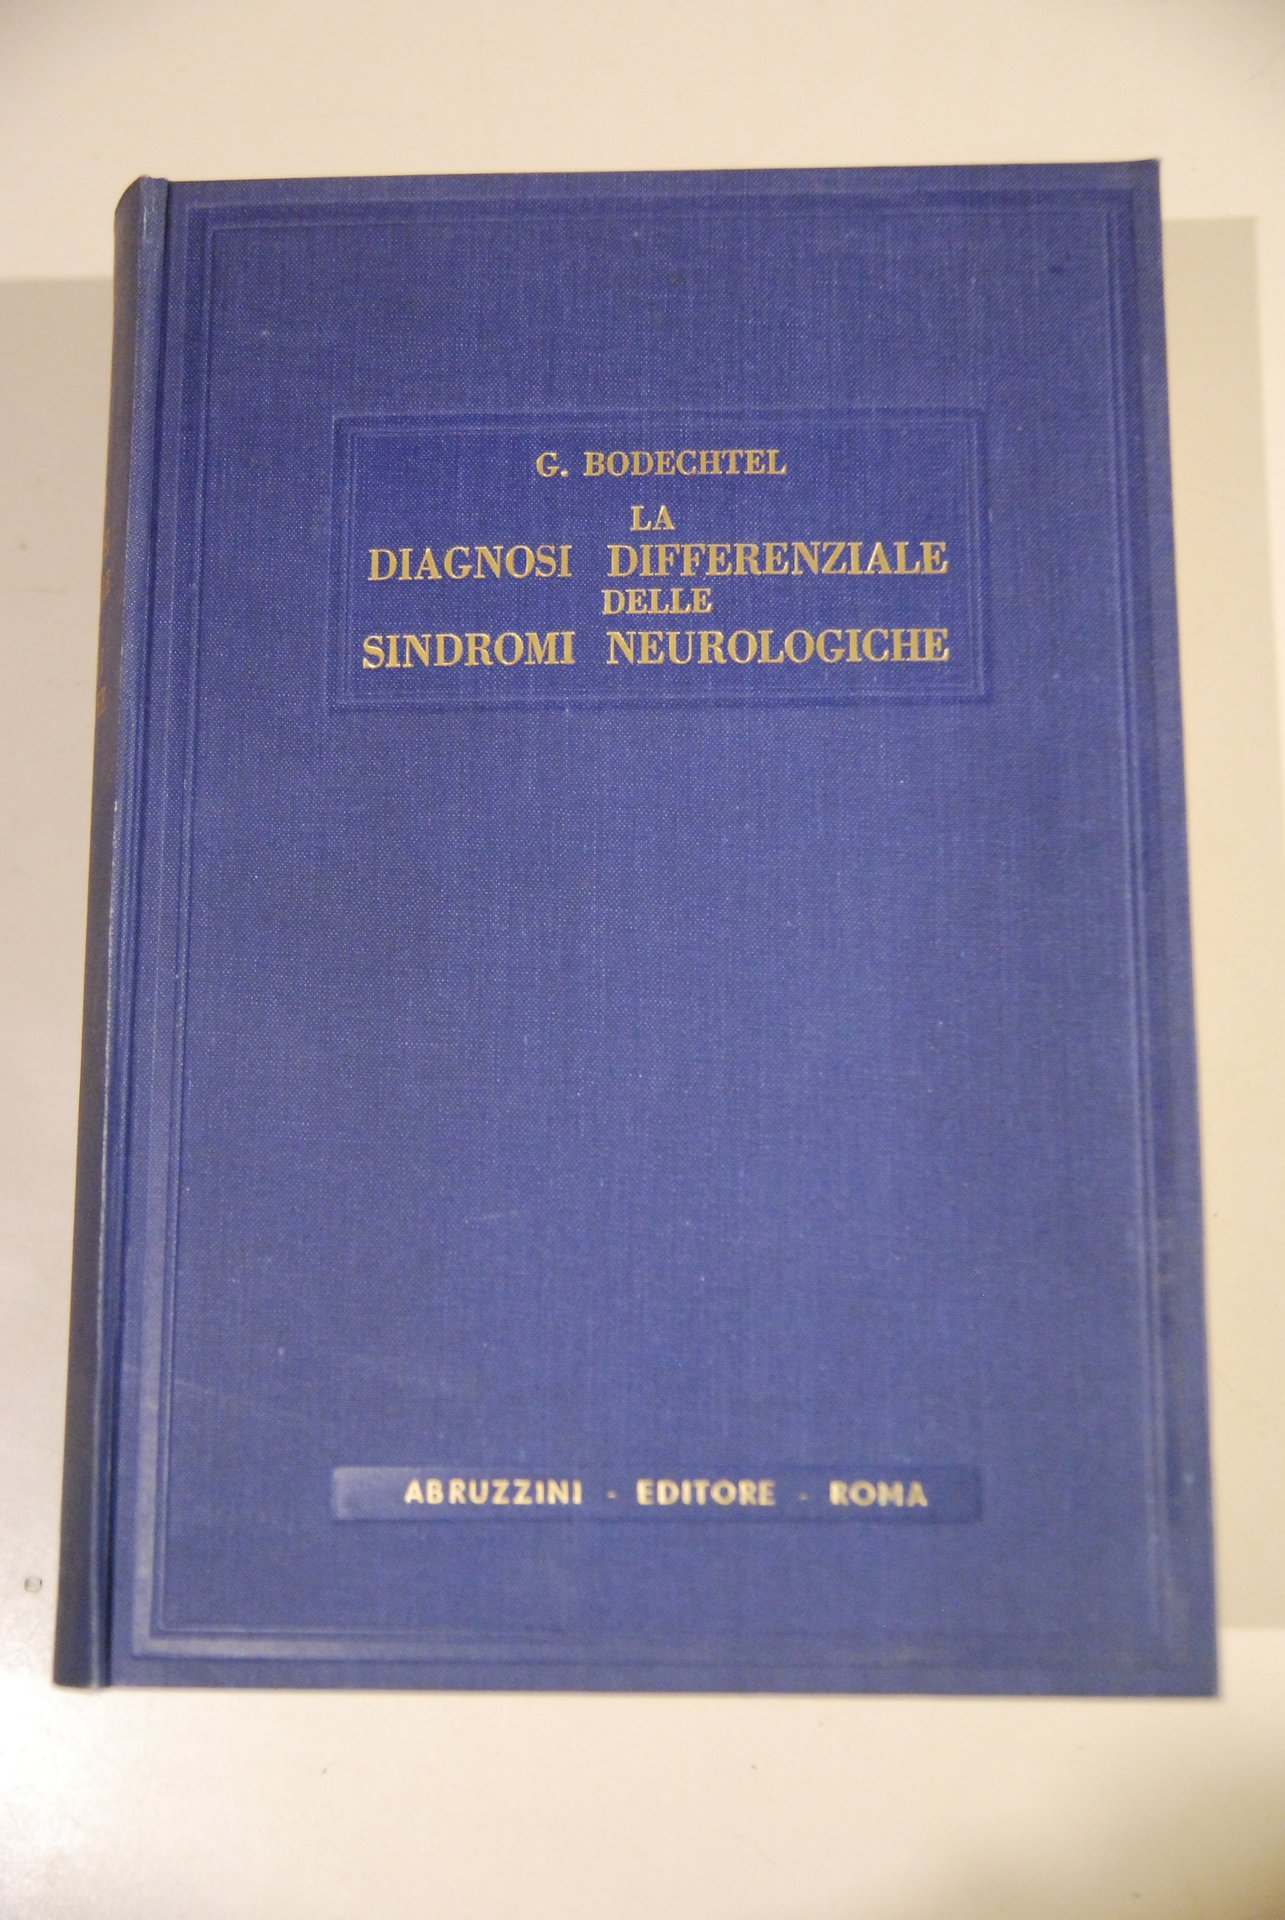 G. BODECHTEL
LA
DIAGNOSI DIFFERENZIALE
DELLE
SINDROMI NEUROLOGICHE
ABRUZZINI - EDITORE - ROMA